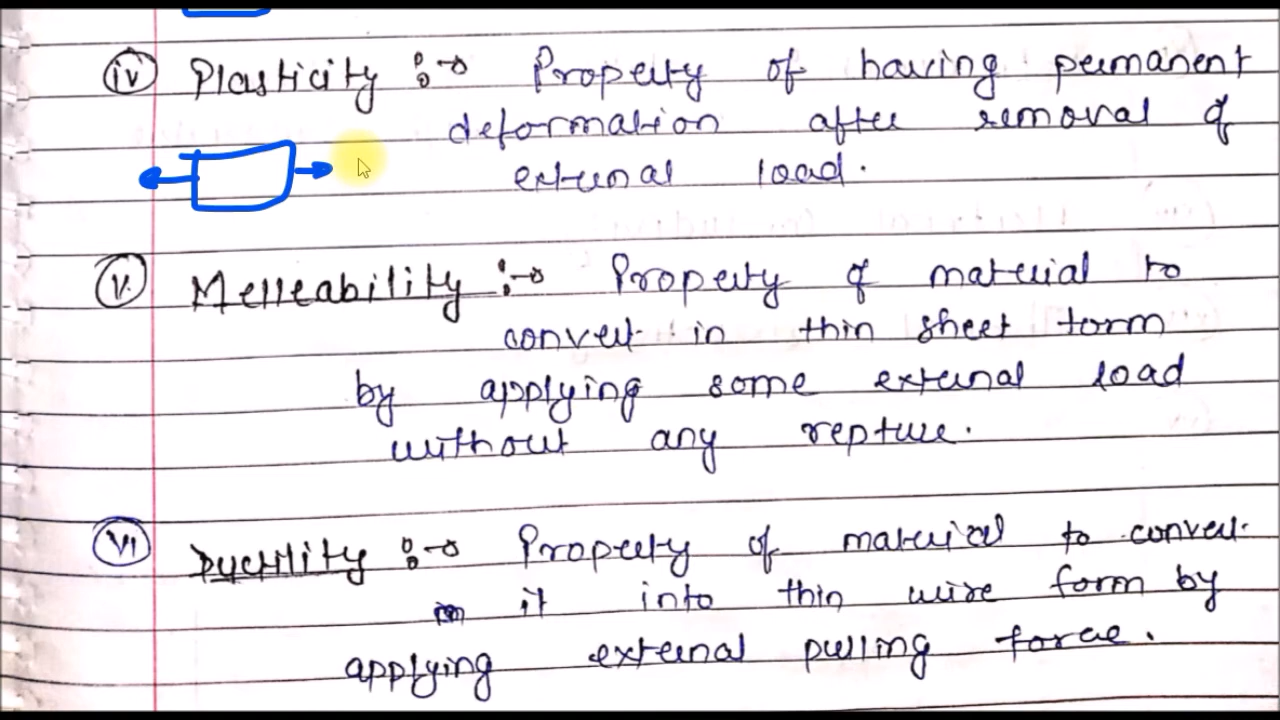 iv Plasticity :→ Property of having permanent
deformation after removal of
external load.
v. Melleability :→ Property of material to
convert in thin sheet form
by applying some external load
without any repture.
vi Ductility :→ Property of material to convert
in it into thin wire form by
applying external pulling force.